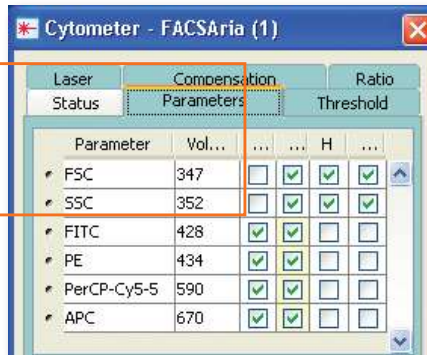 Cytometer - FACSAria (1)
Laser Compensation Ratio
Status Parameters Threshold
Parameter Vol... ... ... H ...
FSC 347
SSC 352
FITC 428
PE 434
PerCP-Cy5-5 590
APC 670